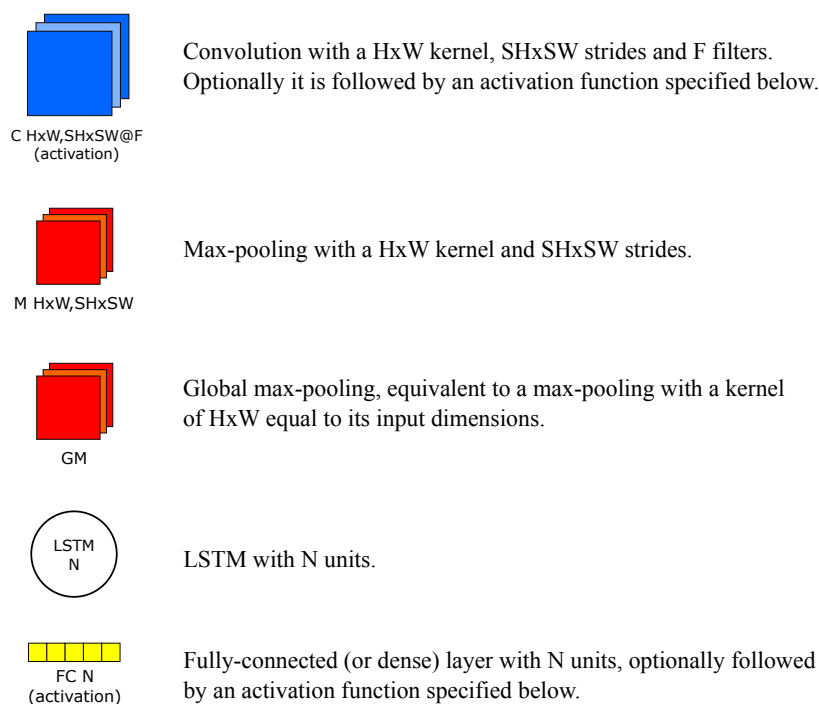 Convolution with a HxW kernel, SHxSW strides and F filters.
Optionally it is followed by an activation function specified below.
C HxW,SHxSW@F
(activation)
Max-pooling with a HxW kernel and SHxSW strides.
M HxW,SHxSW
Global max-pooling, equivalent to a max-pooling with a kernel
of HxW equal to its input dimensions.
GM
LSTM
N
LSTM with N units.
FC N
(activation)
Fully-connected (or dense) layer with N units, optionally followed
by an activation function specified below.